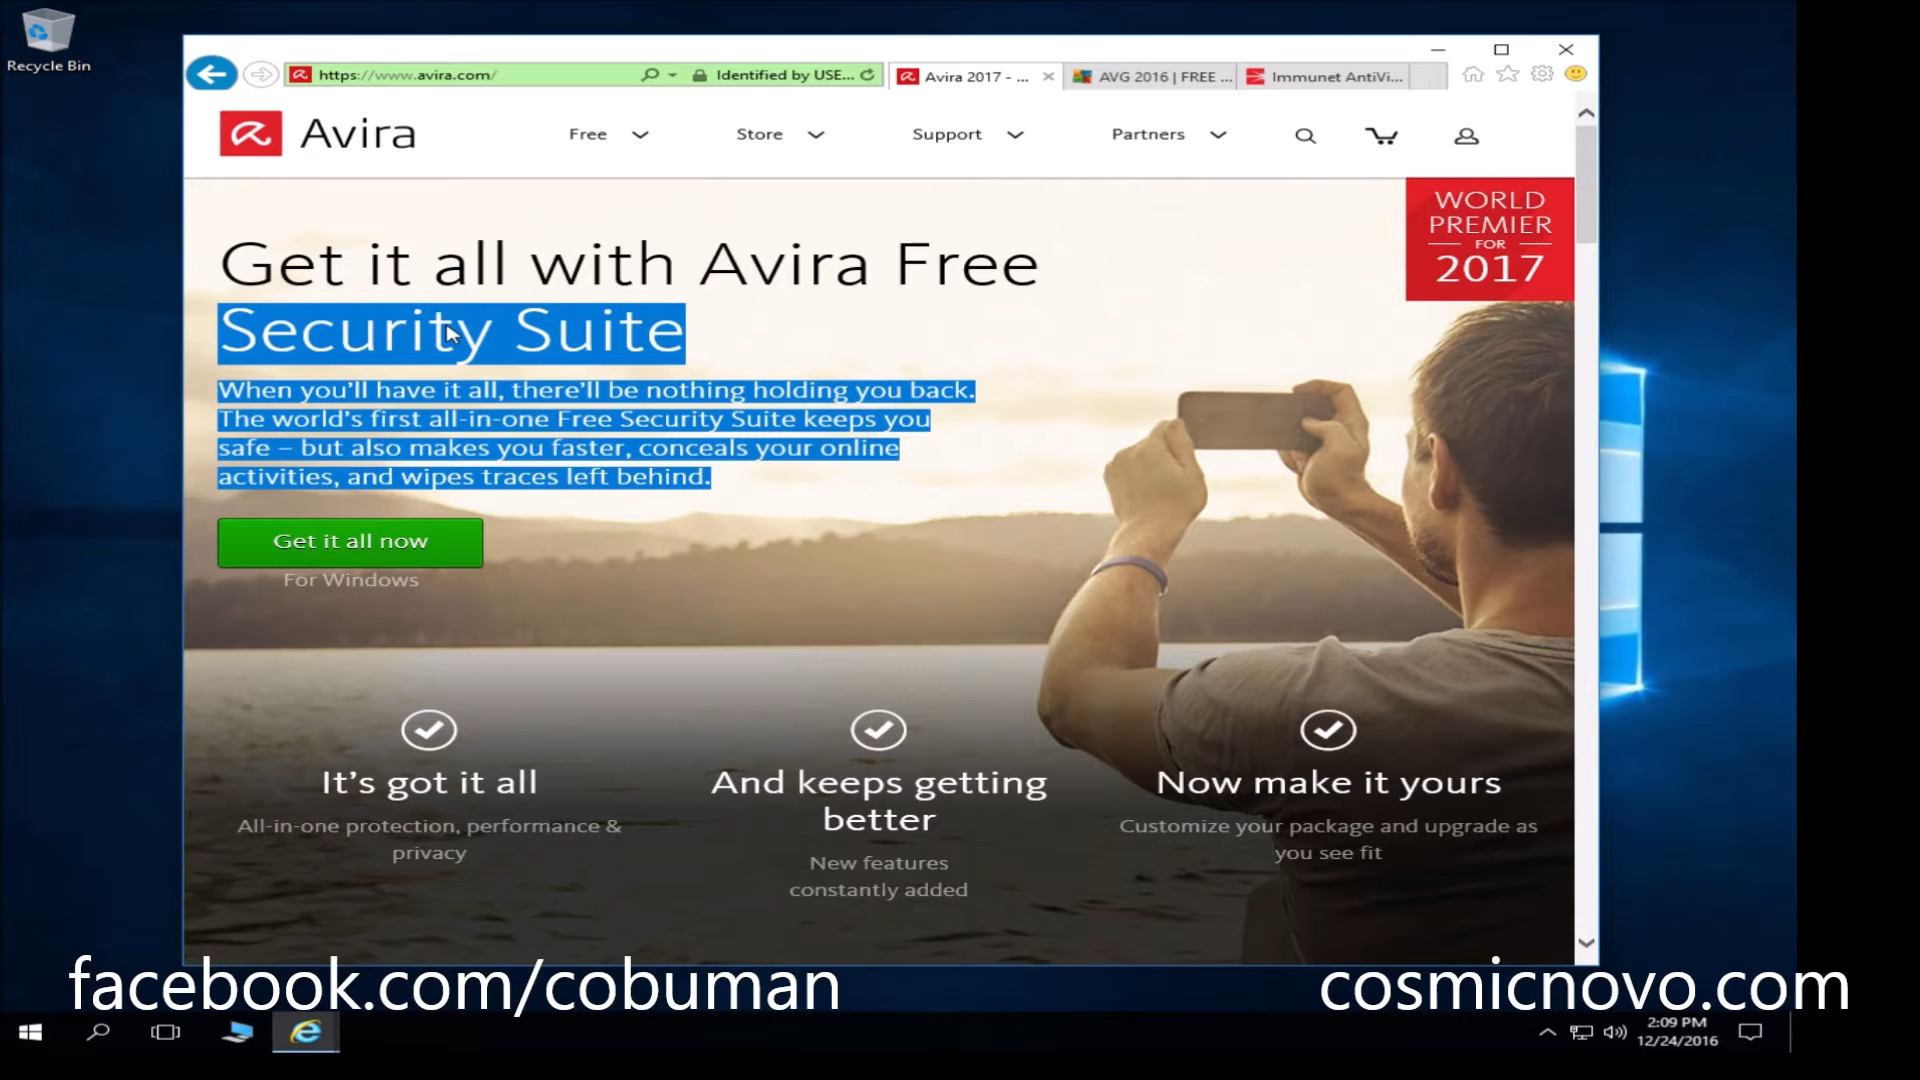 Recycle Bin
https://www.avira.com/
Identified by USE...
Avira 2017 - ...
AVG 2016 | FREE ...
Immunet AntiVi...
Avira
Free
Store
Support
Partners
WORLD
PREMIER
FOR
2017
Get it all with Avira Free
Security Suite
When you'll have it all, there'll be nothing holding you back.
The world's first all-in-one Free Security Suite keeps you
safe – but also makes you faster, conceals your online
activities, and wipes traces left behind.
Get it all now
For Windows
It's got it all
All-in-one protection, performance &
privacy
And keeps getting
better
New features
constantly added
Now make it yours
Customize your package and upgrade as
you see fit
facebook.com/cobuman
cosmicnovo.com
2:09 PM
12/24/2016